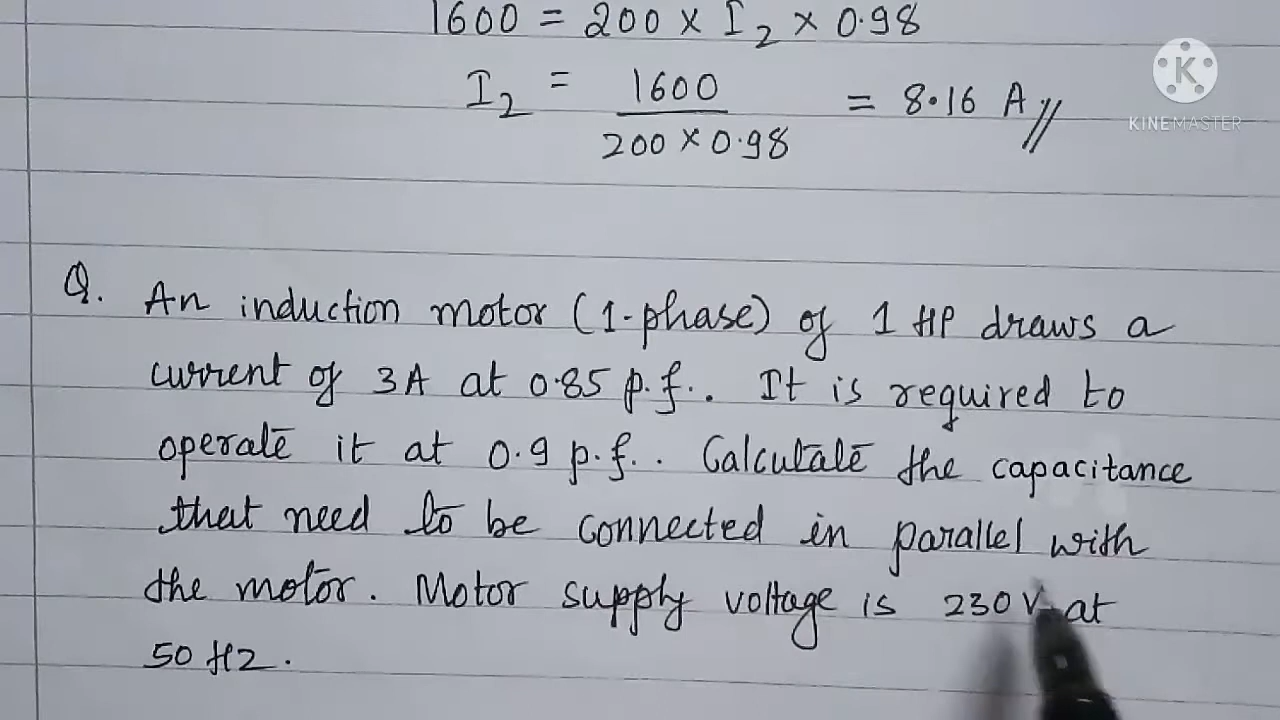 1600 = 200 × I₂ × 0.98
I₂ = 1600 / 200 × 0.98 = 8.16 A //
KINEMASTER
Q. An induction motor (1-phase) of 1 HP draws a
current of 3A at 0.85 p.f.. It is required to
operate it at 0.9 p.f.. Calculate the capacitance
that need to be connected in parallel with
the motor. Motor supply voltage is 230 V at
50 Hz.